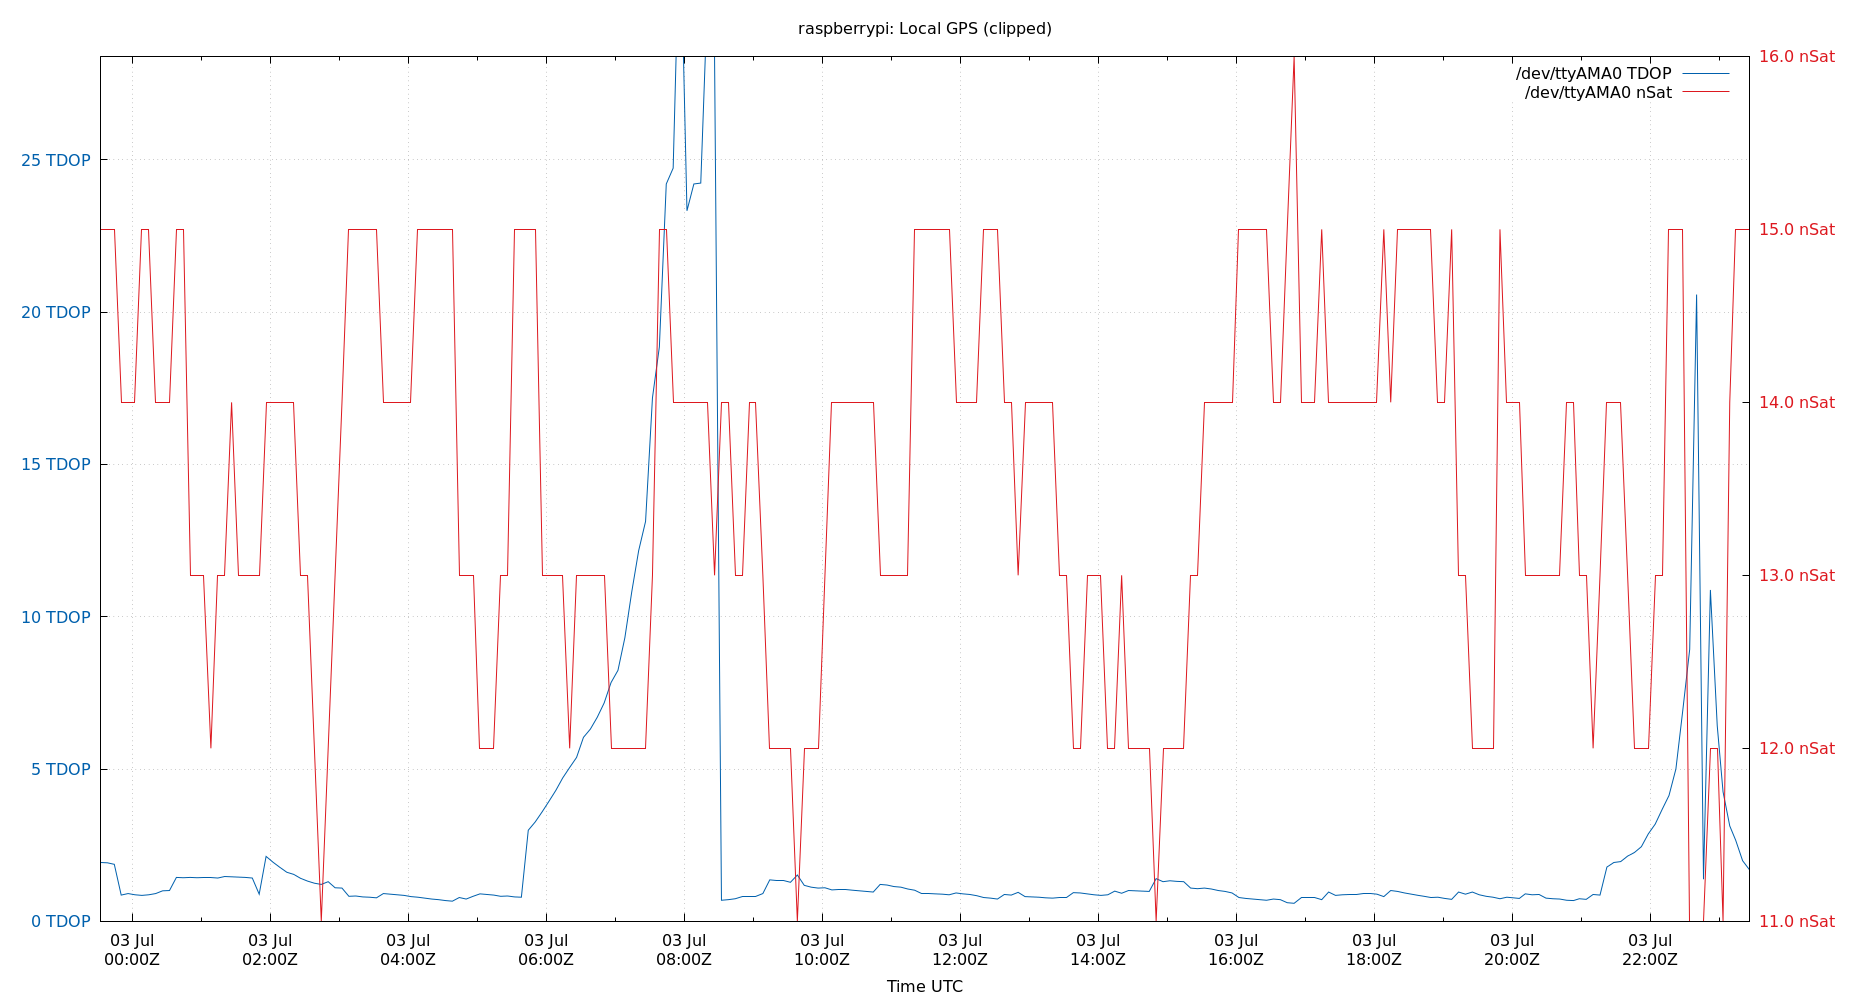 raspberrypi: Local GPS (clipped)
/dev/ttyAMA0 TDOP
/dev/ttyAMA0 nSat
25 TDOP
20 TDOP
15 TDOP
10 TDOP
5 TDOP
0 TDOP
16.0 nSat
15.0 nSat
14.0 nSat
13.0 nSat
12.0 nSat
11.0 nSat
03 Jul 03 Jul 03 Jul 03 Jul 03 Jul 03 Jul 03 Jul 03 Jul 03 Jul 03 Jul 03 Jul 03 Jul
00:00Z 02:00Z 04:00Z 06:00Z 08:00Z 10:00Z 12:00Z 14:00Z 16:00Z 18:00Z 20:00Z 22:00Z
Time UTC